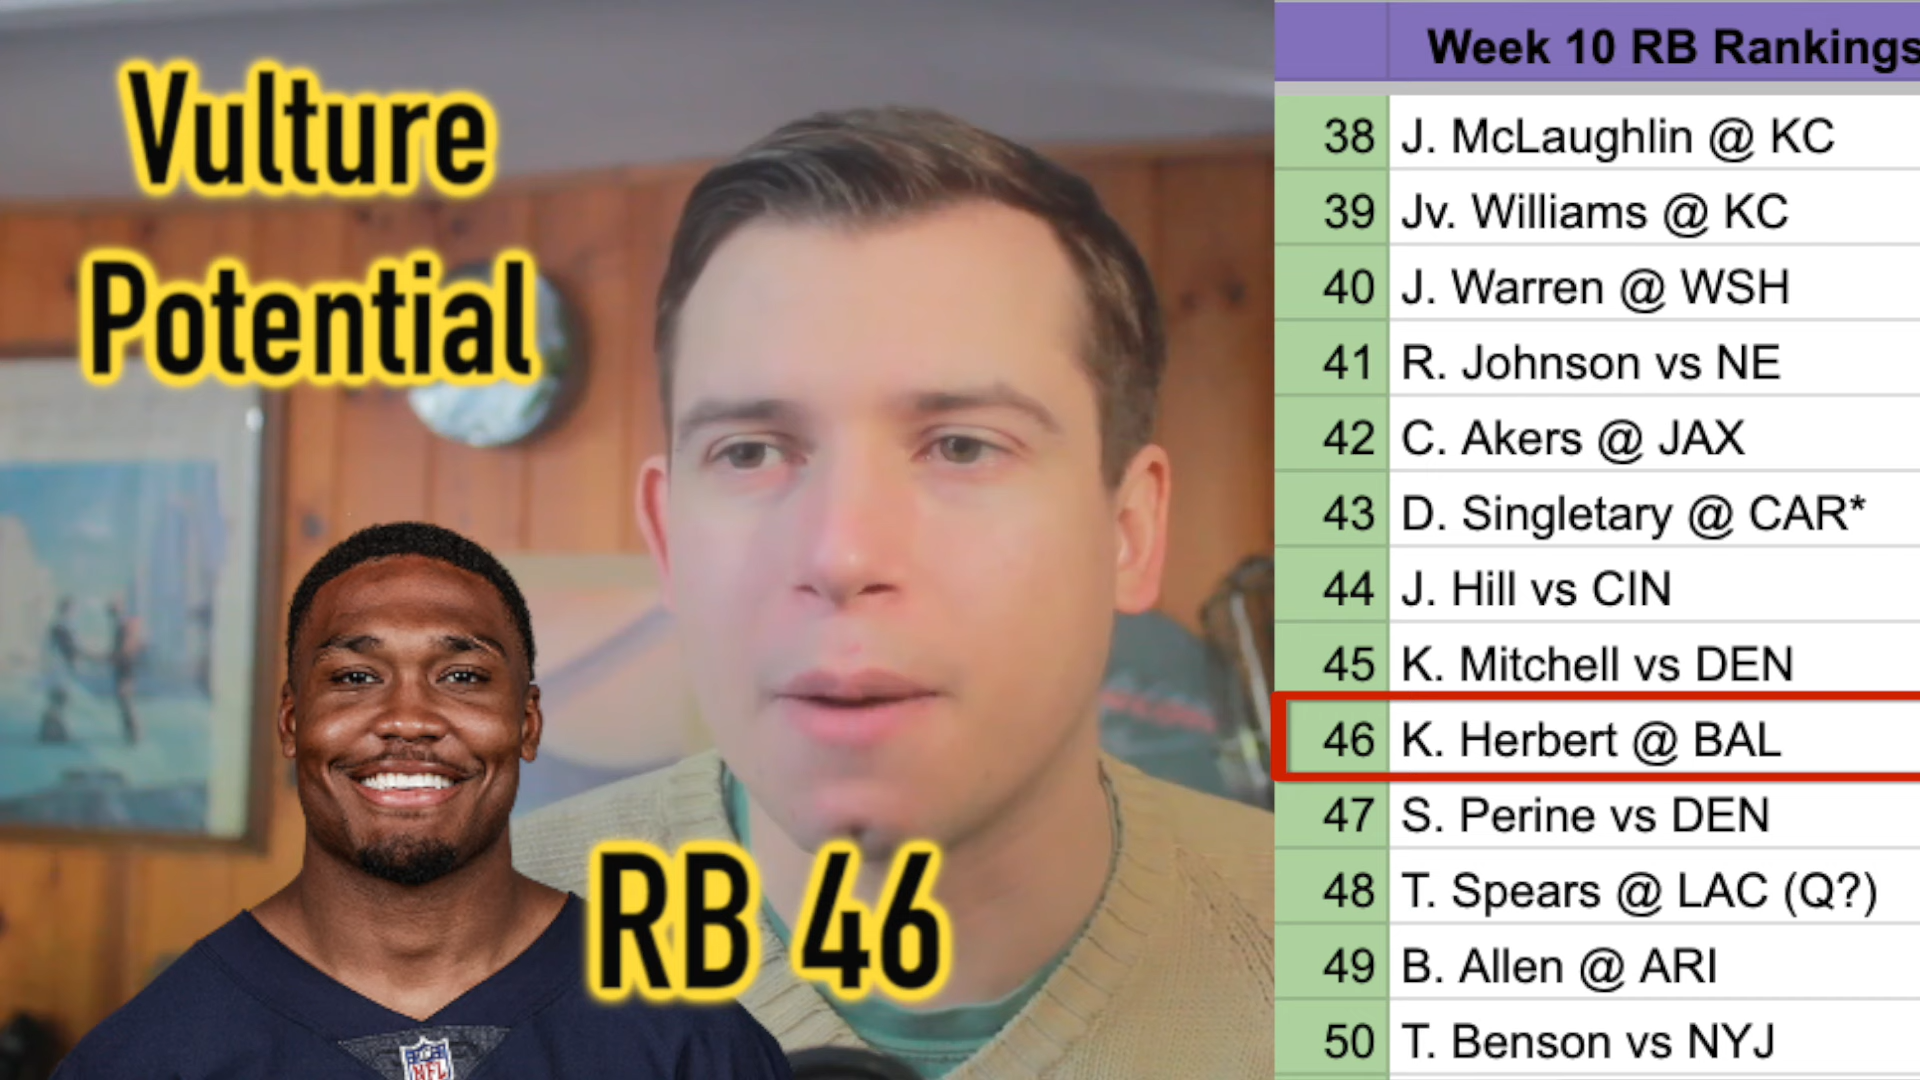 Vulture
Potential
RB 46
NFL
Week 10 RB Rankings
38 J. McLaughlin @ KC
39 Jv. Williams @ KC
40 J. Warren @ WSH
41 R. Johnson vs NE
42 C. Akers @ JAX
43 D. Singletary @ CAR*
44 J. Hill vs CIN
45 K. Mitchell vs DEN
46 K. Herbert @ BAL
47 S. Perine vs DEN
48 T. Spears @ LAC (Q?)
49 B. Allen @ ARI
50 T. Benson vs NYJ